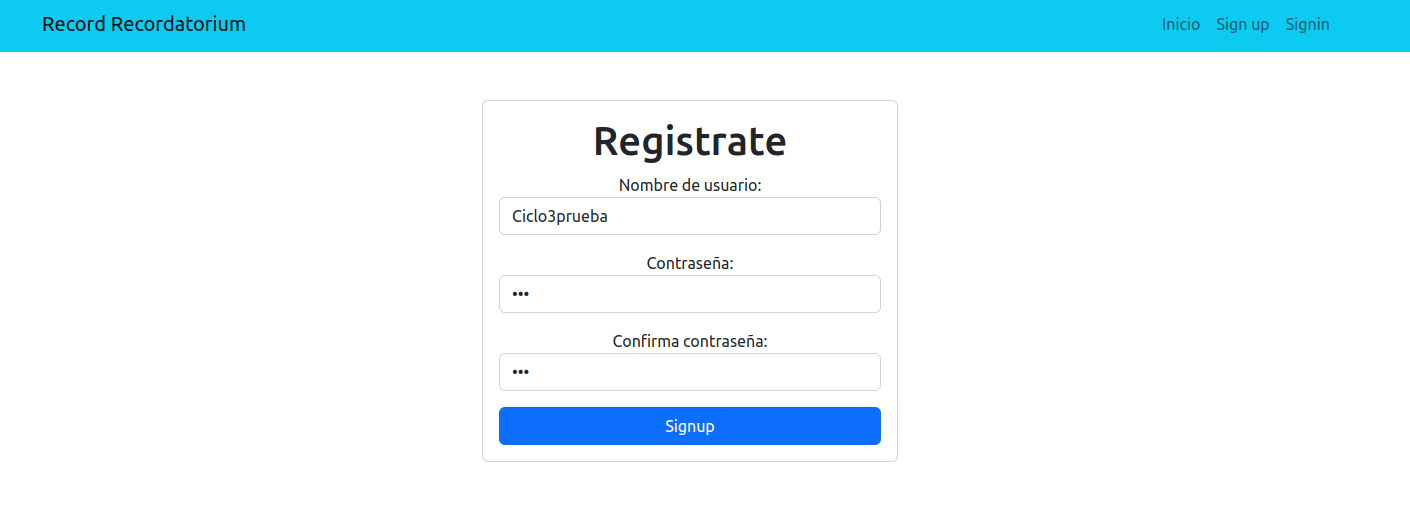 Record Recordatorium
Inicio Sign up Signin
Registrate
Nombre de usuario:
Ciclo3prueba
Contraseña:
•••
Confirma contraseña:
•••
Signup